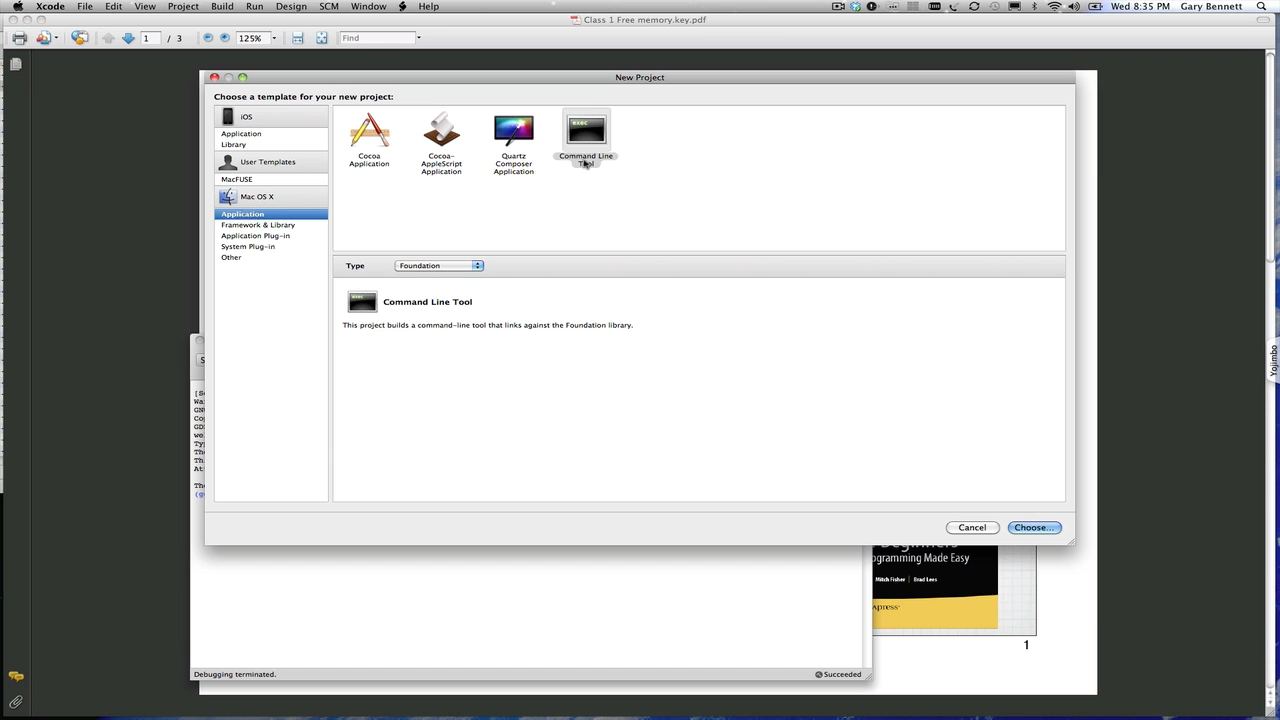 Xcode File Edit View Project Build Run Design SCM Window Help Wed 8:35 PM Gary Bennett
Class 1 Free memory.key.pdf
1 / 3 125% Find
New Project
Choose a template for your new project:
iOS
Application
Library
User Templates
MacFUSE
Mac OS X
Application
Framework & Library
Application Plug-in
System Plug-in
Other
Cocoa
Application
Cocoa-
AppleScript
Application
Quartz
Composer
Application
Command Line
Tool
Type Foundation
Command Line Tool
This project builds a command-line tool that links against the Foundation library.
Cancel Choose...
Yojimbo
Beginners
ogramming Made Easy
Mitch Fisher | Brad Lees
xpress
1
Debugging terminated. Succeeded